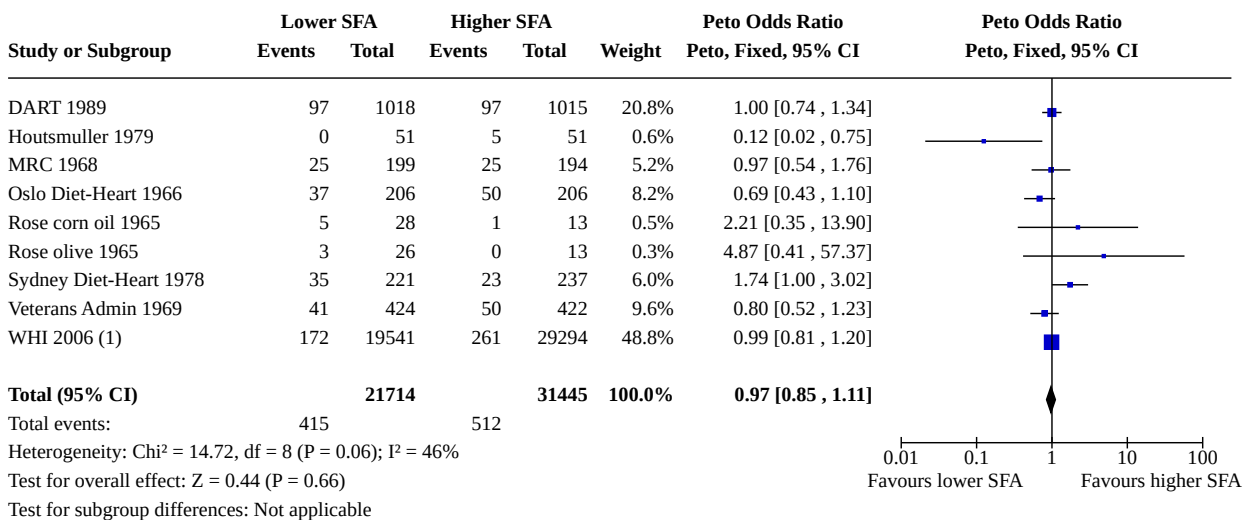 Lower SFA Higher SFA Peto Odds Ratio Peto Odds Ratio
Study or Subgroup Events Total Events Total Weight Peto, Fixed, 95% CI Peto, Fixed, 95% CI
DART 1989 97 1018 97 1015 20.8% 1.00 [0.74 , 1.34]
Houtsmuller 1979 0 51 5 51 0.6% 0.12 [0.02 , 0.75]
MRC 1968 25 199 25 194 5.2% 0.97 [0.54 , 1.76]
Oslo Diet-Heart 1966 37 206 50 206 8.2% 0.69 [0.43 , 1.10]
Rose corn oil 1965 5 28 1 13 0.5% 2.21 [0.35 , 13.90]
Rose olive 1965 3 26 0 13 0.3% 4.87 [0.41 , 57.37]
Sydney Diet-Heart 1978 35 221 23 237 6.0% 1.74 [1.00 , 3.02]
Veterans Admin 1969 41 424 50 422 9.6% 0.80 [0.52 , 1.23]
WHI 2006 (1) 172 19541 261 29294 48.8% 0.99 [0.81 , 1.20]
Total (95% CI) 21714 31445 100.0% 0.97 [0.85 , 1.11]
Total events: 415 512
Heterogeneity: Chi² = 14.72, df = 8 (P = 0.06); I² = 46%
Test for overall effect: Z = 0.44 (P = 0.66)
Test for subgroup differences: Not applicable
0.01 0.1 1 10 100
Favours lower SFA Favours higher SFA